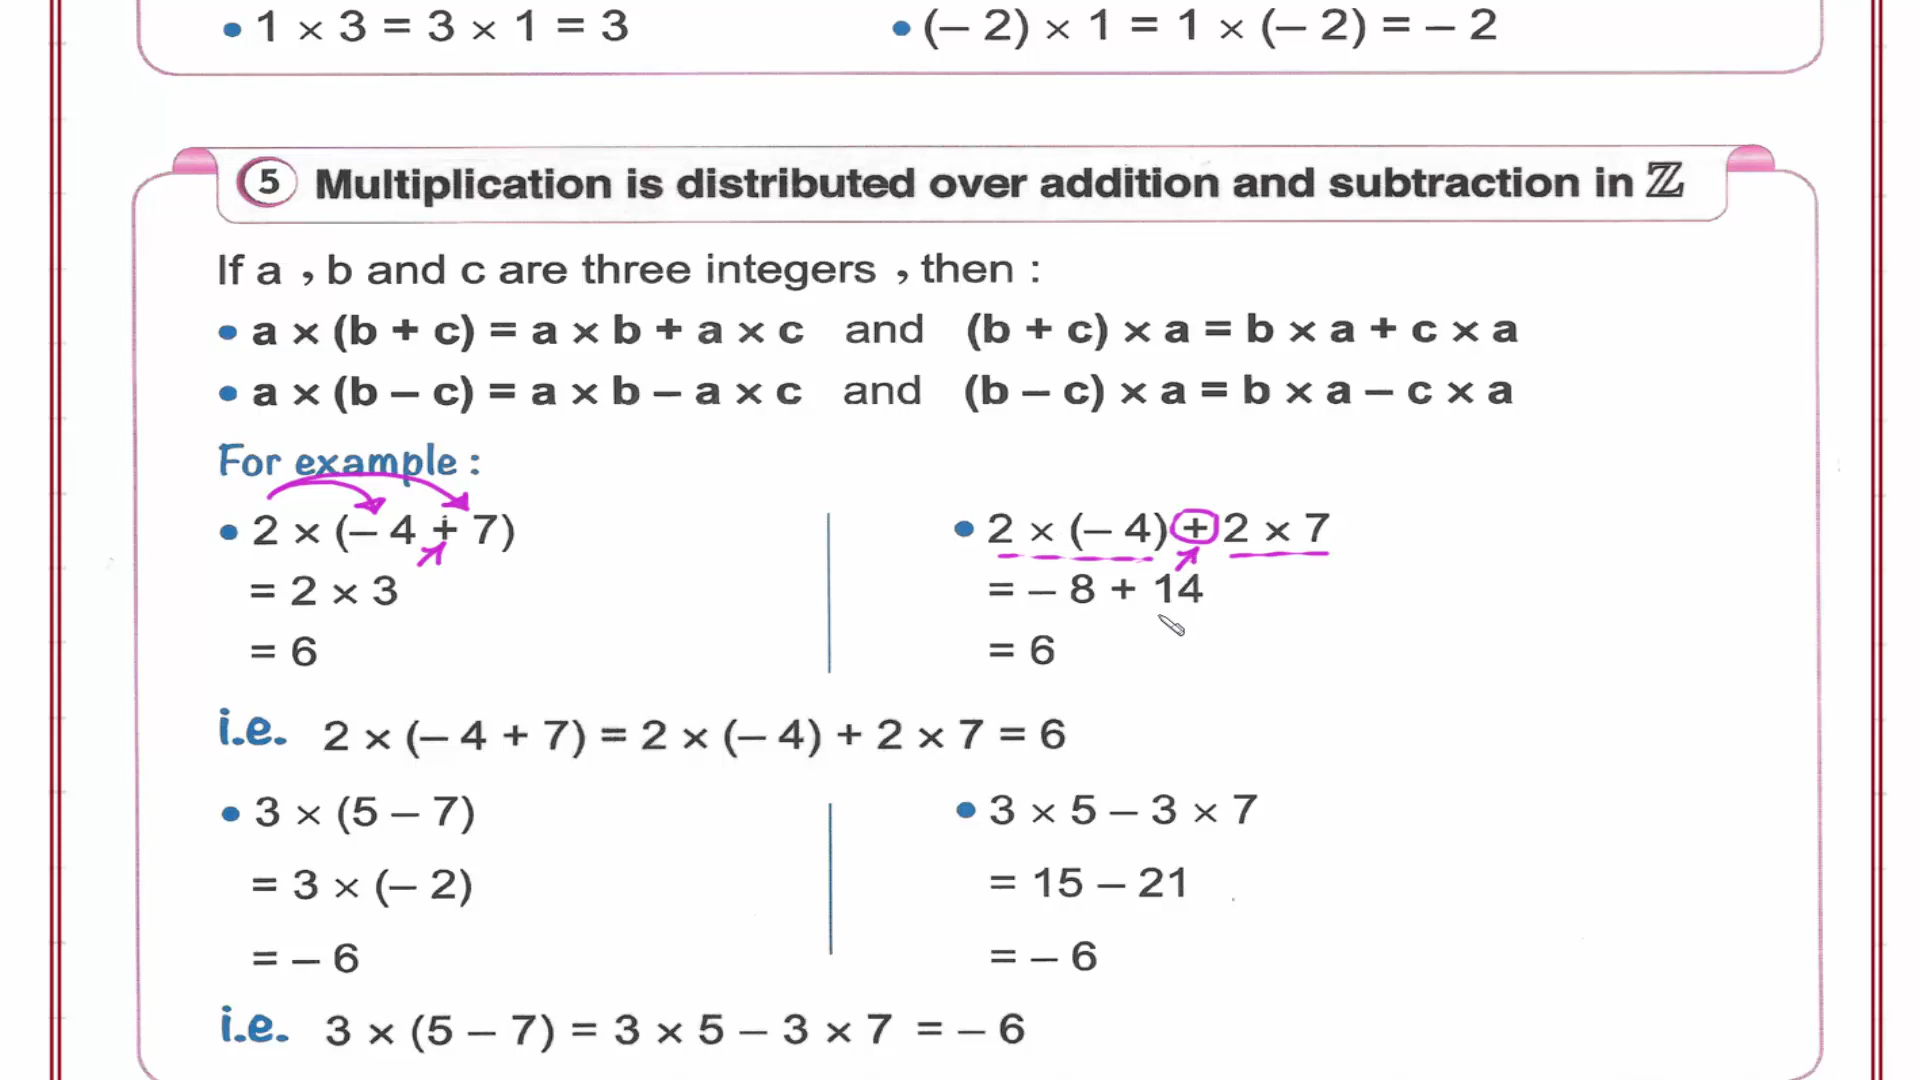 • 1 × 3 = 3 × 1 = 3
• (– 2) × 1 = 1 × (– 2) = – 2
5 Multiplication is distributed over addition and subtraction in ℤ
If a , b and c are three integers , then :
• a × (b + c) = a × b + a × c and (b + c) × a = b × a + c × a
• a × (b – c) = a × b – a × c and (b – c) × a = b × a – c × a
For example :
• 2 × (– 4 + 7)
= 2 × 3
= 6
• 2 × (– 4) + 2 × 7
= – 8 + 14
= 6
i.e. 2 × (– 4 + 7) = 2 × (– 4) + 2 × 7 = 6
• 3 × (5 – 7)
= 3 × (– 2)
= – 6
• 3 × 5 – 3 × 7
= 15 – 21
= – 6
i.e. 3 × (5 – 7) = 3 × 5 – 3 × 7 = – 6